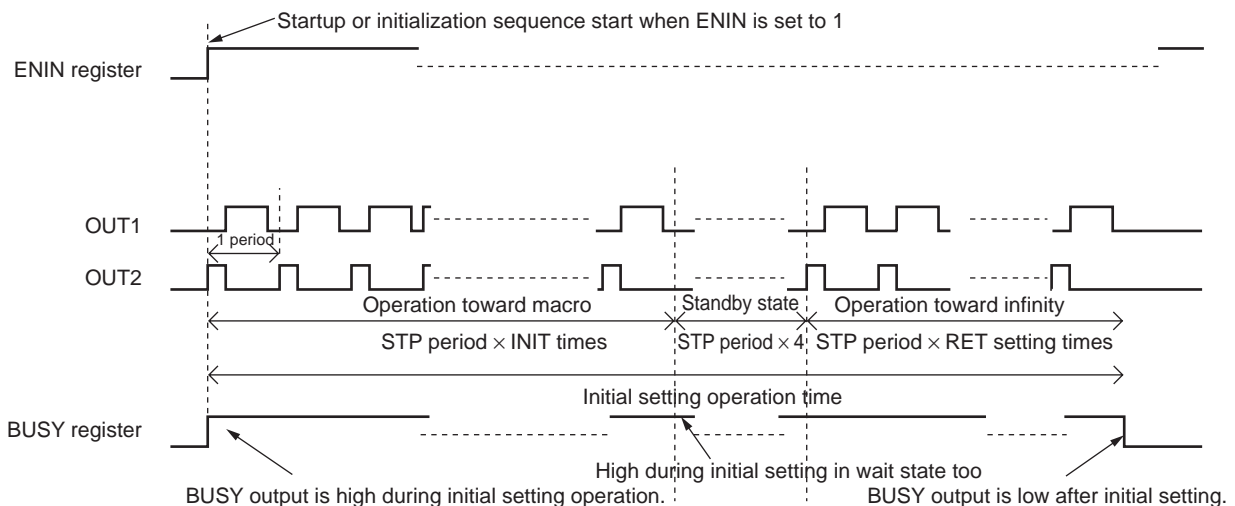 Startup or initialization sequence start when ENIN is set to 1
ENIN register
OUT1
1 period
OUT2
Operation toward macro
Standby state
Operation toward infinity
STP period × INIT times
STP period × 4
STP period × RET setting times
Initial setting operation time
BUSY register
High during initial setting in wait state too
BUSY output is high during initial setting operation.
BUSY output is low after initial setting.